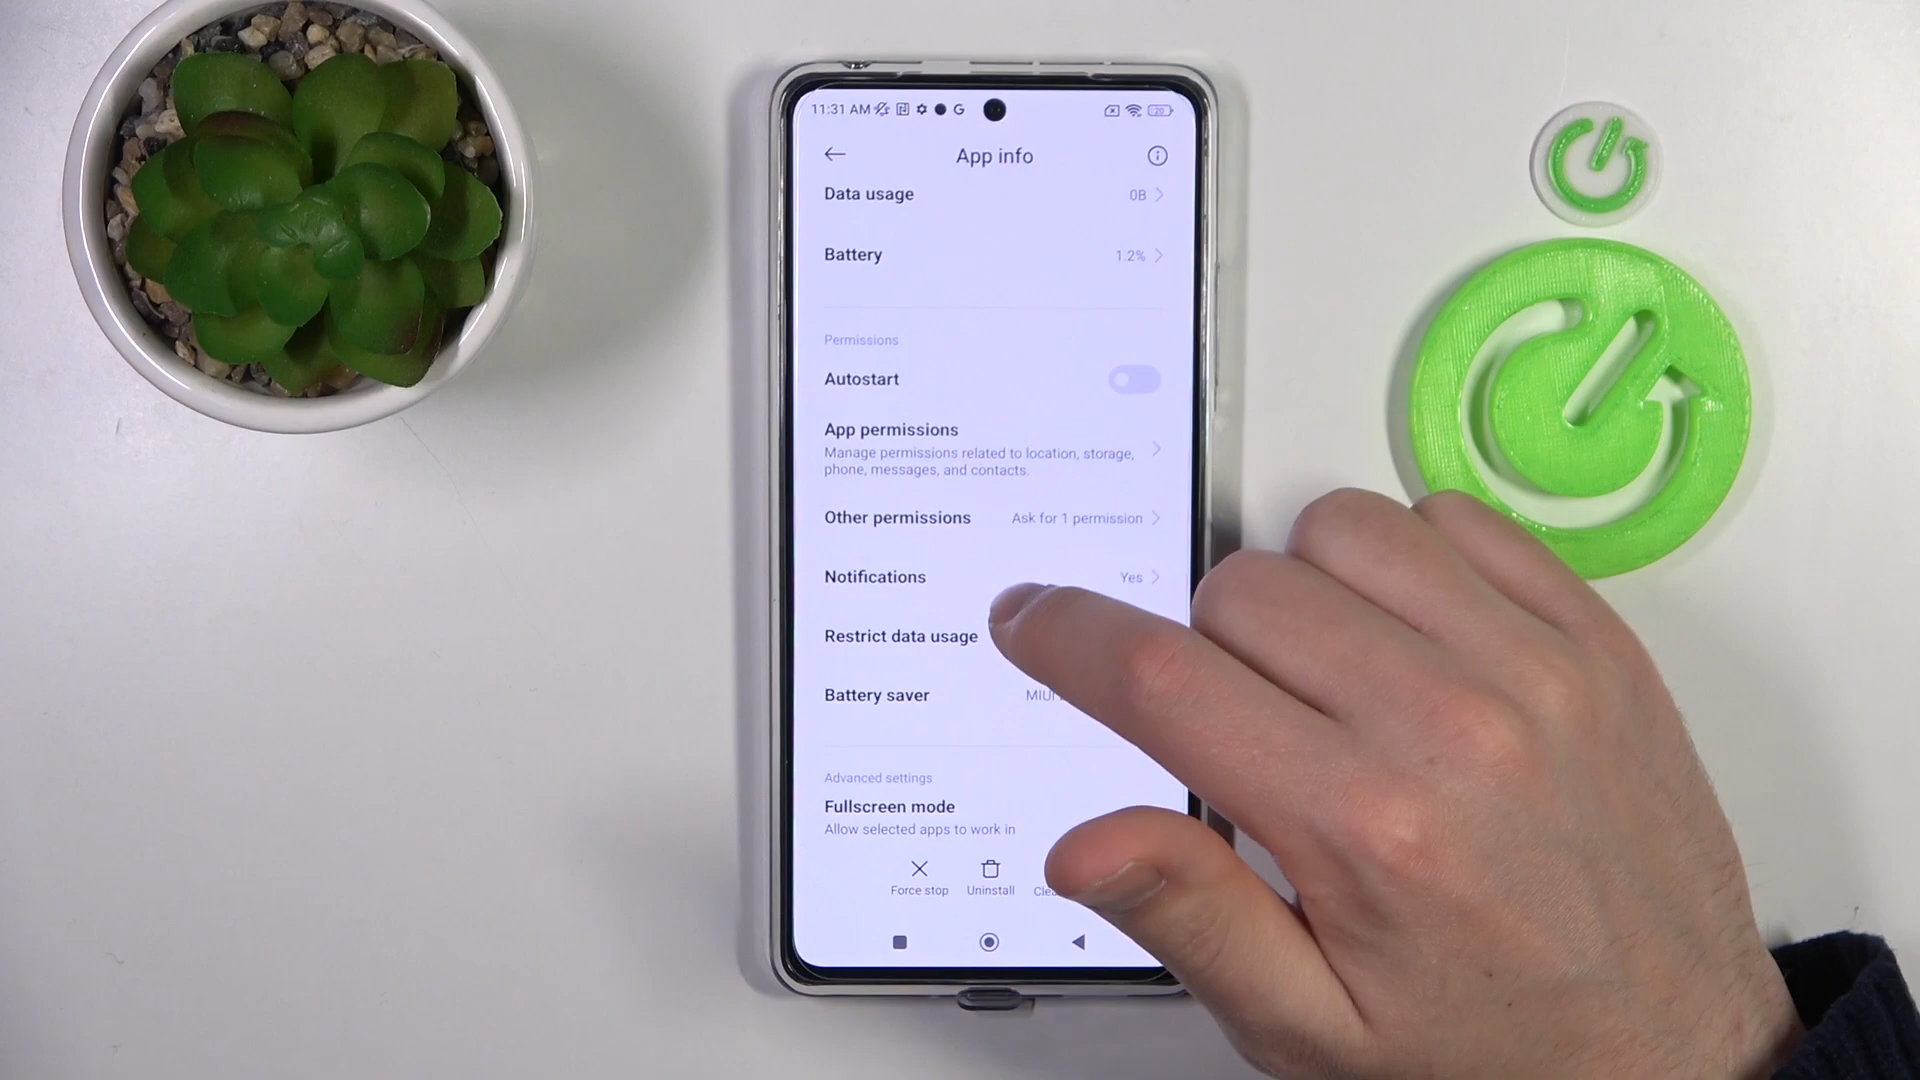 11:31 AM
20
App info
Data usage 0B
Battery 1.2%
Permissions
Autostart
App permissions
Manage permissions related to location, storage,
phone, messages, and contacts.
Other permissions Ask for 1 permission
Notifications Yes
Restrict data usage
Battery saver
Advanced settings
Fullscreen mode
Allow selected apps to work in
Force stop Uninstall